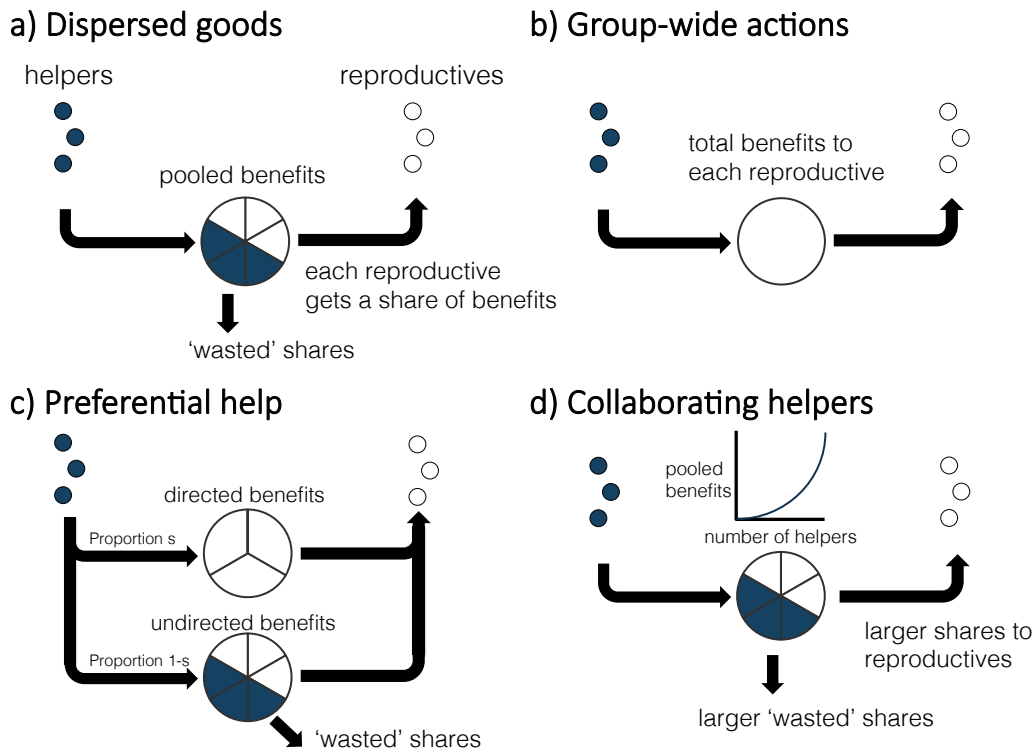 a) Dispersed goods
helpers
reproductives
pooled benefits
each reproductive
gets a share of benefits
‘wasted’ shares
b) Group-wide actions
total benefits to
each reproductive
c) Preferential help
directed benefits
Proportion s
undirected benefits
Proportion 1-s
‘wasted’ shares
d) Collaborating helpers
pooled
benefits
number of helpers
larger shares to
reproductives
larger ‘wasted’ shares